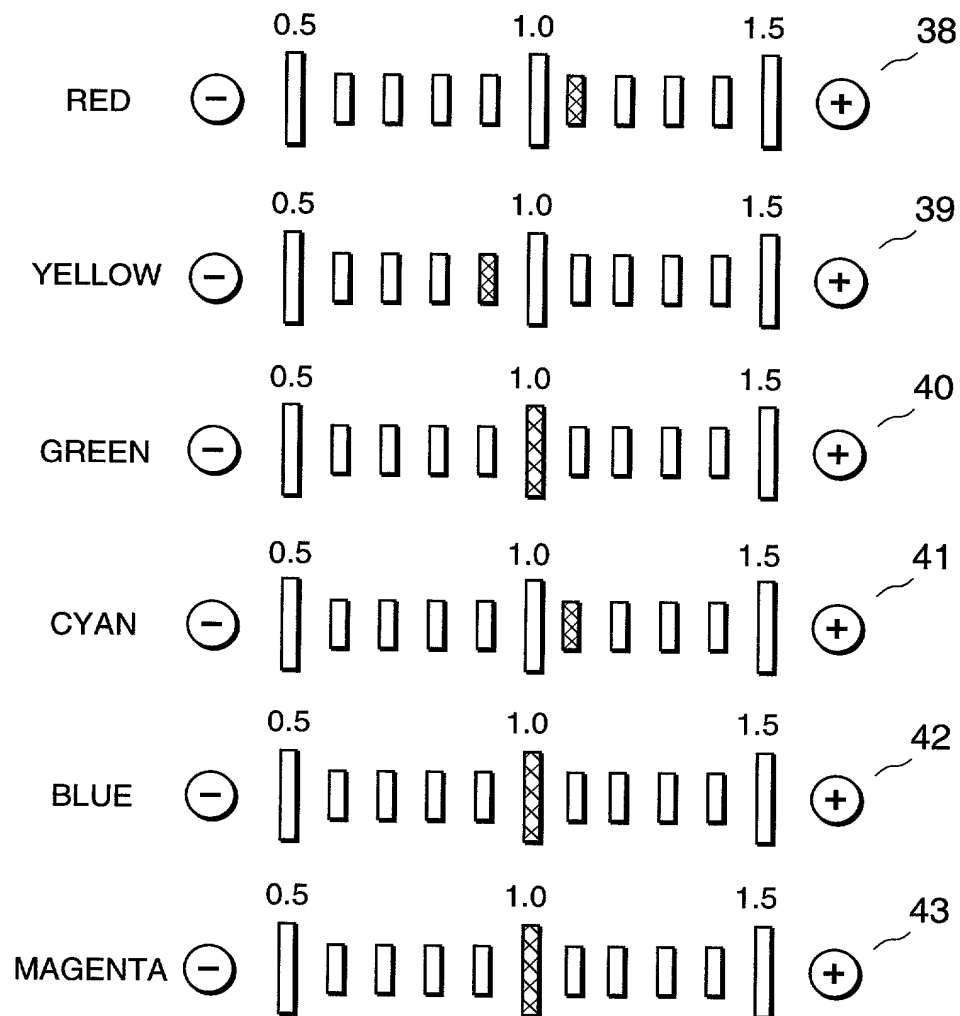 0.5 1.0 1.5 38
RED − +
0.5 1.0 1.5 39
YELLOW − +
0.5 1.0 1.5 40
GREEN − +
0.5 1.0 1.5 41
CYAN − +
0.5 1.0 1.5 42
BLUE − +
0.5 1.0 1.5 43
MAGENTA − +